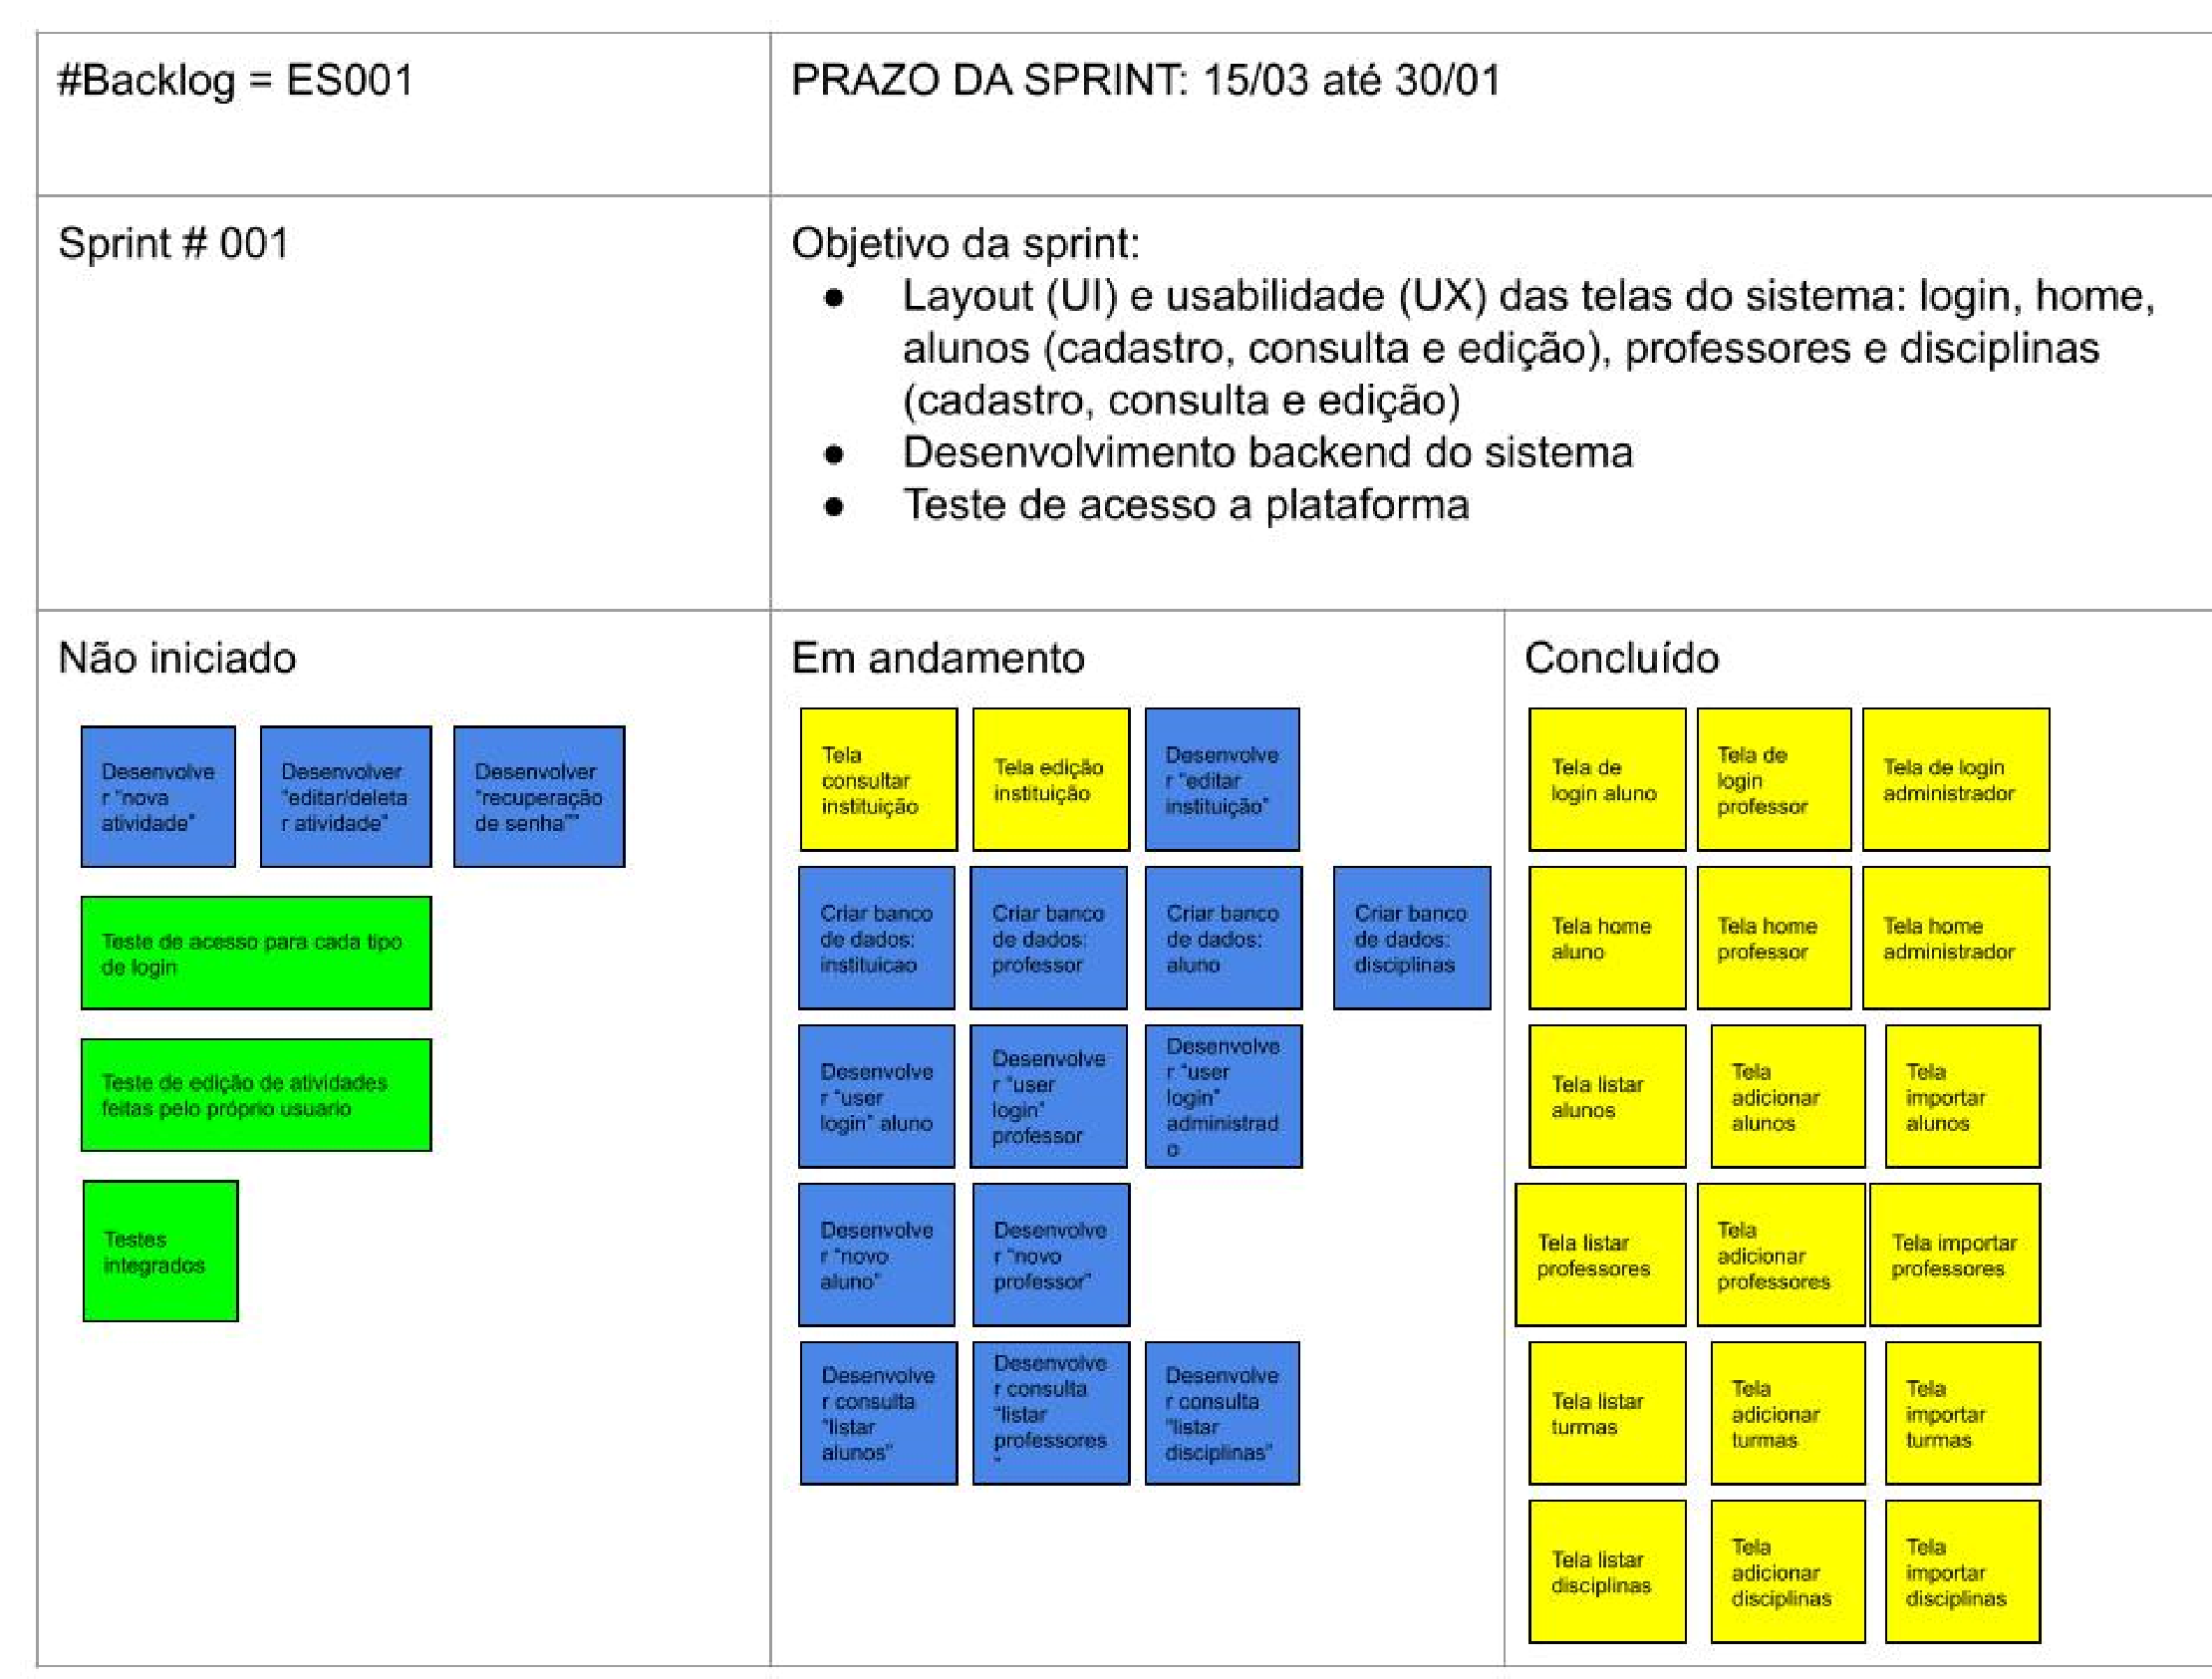 #Backlog = ES001
PRAZO DA SPRINT: 15/03 até 30/01
Sprint # 001
Objetivo da sprint:
● Layout (UI) e usabilidade (UX) das telas do sistema: login, home,
alunos (cadastro, consulta e edição), professores e disciplinas
(cadastro, consulta e edição)
● Desenvolvimento backend do sistema
● Teste de acesso a plataforma
Não iniciado
Desenvolve
r "nova
atividade"
Desenvolver
"editar/deleta
r atividade"
Desenvolver
"recuperação
de senha""
Teste de acesso para cada tipo
de login
Teste de edição de atividades
feitas pelo próprio usuario
Testes
integrados
Em andamento
Tela
consultar
instituição
Tela edição
instituição
Desenvolve
r "editar
instituição"
Criar banco
de dados:
instituicao
Criar banco
de dados:
professor
Criar banco
de dados:
aluno
Criar banco
de dados:
disciplinas
Desenvolve
r "user
login" aluno
Desenvolve
r "user
login"
professor
Desenvolve
r "user
login"
administrad
o
Desenvolve
r "novo
aluno"
Desenvolve
r "novo
professor"
Desenvolve
r consulta
"listar
alunos"
Desenvolve
r consulta
"listar
professores
"
Desenvolve
r consulta
"listar
disciplinas"
Concluído
Tela de
login aluno
Tela de
login
professor
Tela de login
administrador
Tela home
aluno
Tela home
professor
Tela home
administrador
Tela listar
alunos
Tela
adicionar
alunos
Tela
importar
alunos
Tela listar
professores
Tela
adicionar
professores
Tela importar
professores
Tela listar
turmas
Tela
adicionar
turmas
Tela
importar
turmas
Tela listar
disciplinas
Tela
adicionar
disciplinas
Tela
importar
disciplinas